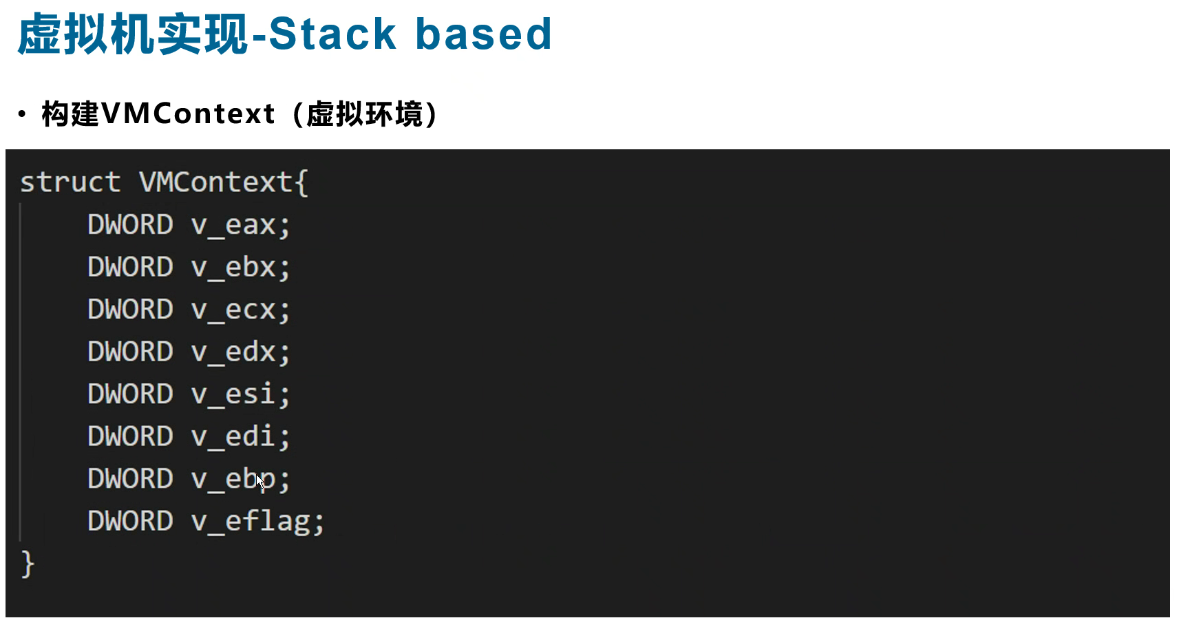 虚拟机实现-Stack based
• 构建VMContext（虚拟环境）
struct VMContext{
    DWORD v_eax;
    DWORD v_ebx;
    DWORD v_ecx;
    DWORD v_edx;
    DWORD v_esi;
    DWORD v_edi;
    DWORD v_ebp;
    DWORD v_eflag;
}